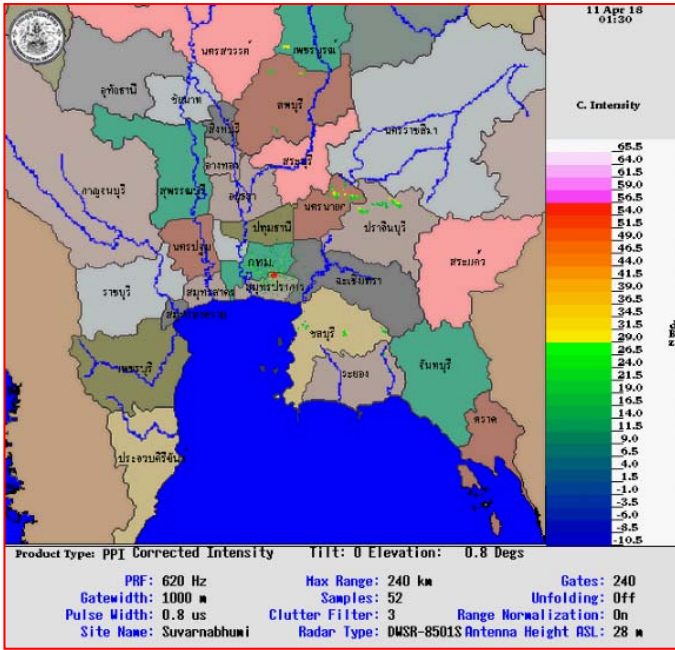 11 Apr 18
01:30
C. Intensity
นครสวรรค์
เพชรบูรณ์
อุทัยธานี
ชัยนาท
ลพบุรี
สิงห์บุรี
นครราชสีมา
อ่างทอง
สระบุรี
กาญจนบุรี
สุพรรณบุรี
อยุธยา
นครนายก
ปราจีนบุรี
ปทุมธานี
นครปฐม
กทม.
สระแก้ว
ราชบุรี
สมุทรสาคร
สมุทรปราการ
ฉะเชิงเทรา
เพชรบุรี
ชลบุรี
ระยอง
จันทบุรี
ตราด
ประจวบคีรีขันธ์
65.5
64.0
61.5
59.0
56.5
54.0
51.5
49.0
46.5
44.0
41.5
39.0
36.5
34.0
31.5
29.0
26.5
24.0
21.5
19.0
16.5
14.0
11.5
9.0
6.5
4.0
1.5
-1.0
-3.5
-6.0
-8.5
-10.5
Product Type: PPI Corrected Intensity Tilt: 0 Elevation: 0.8 Degs
PRF: 620 Hz Max Range: 240 km Gates: 240
Gatewidth: 1000 m Samples: 52 Unfolding: Off
Pulse Width: 0.8 us Clutter Filter: 3 Range Normalization: On
Site Name: Suvarnabhumi Radar Type: DWSR-8501S Antenna Height ASL: 28 m